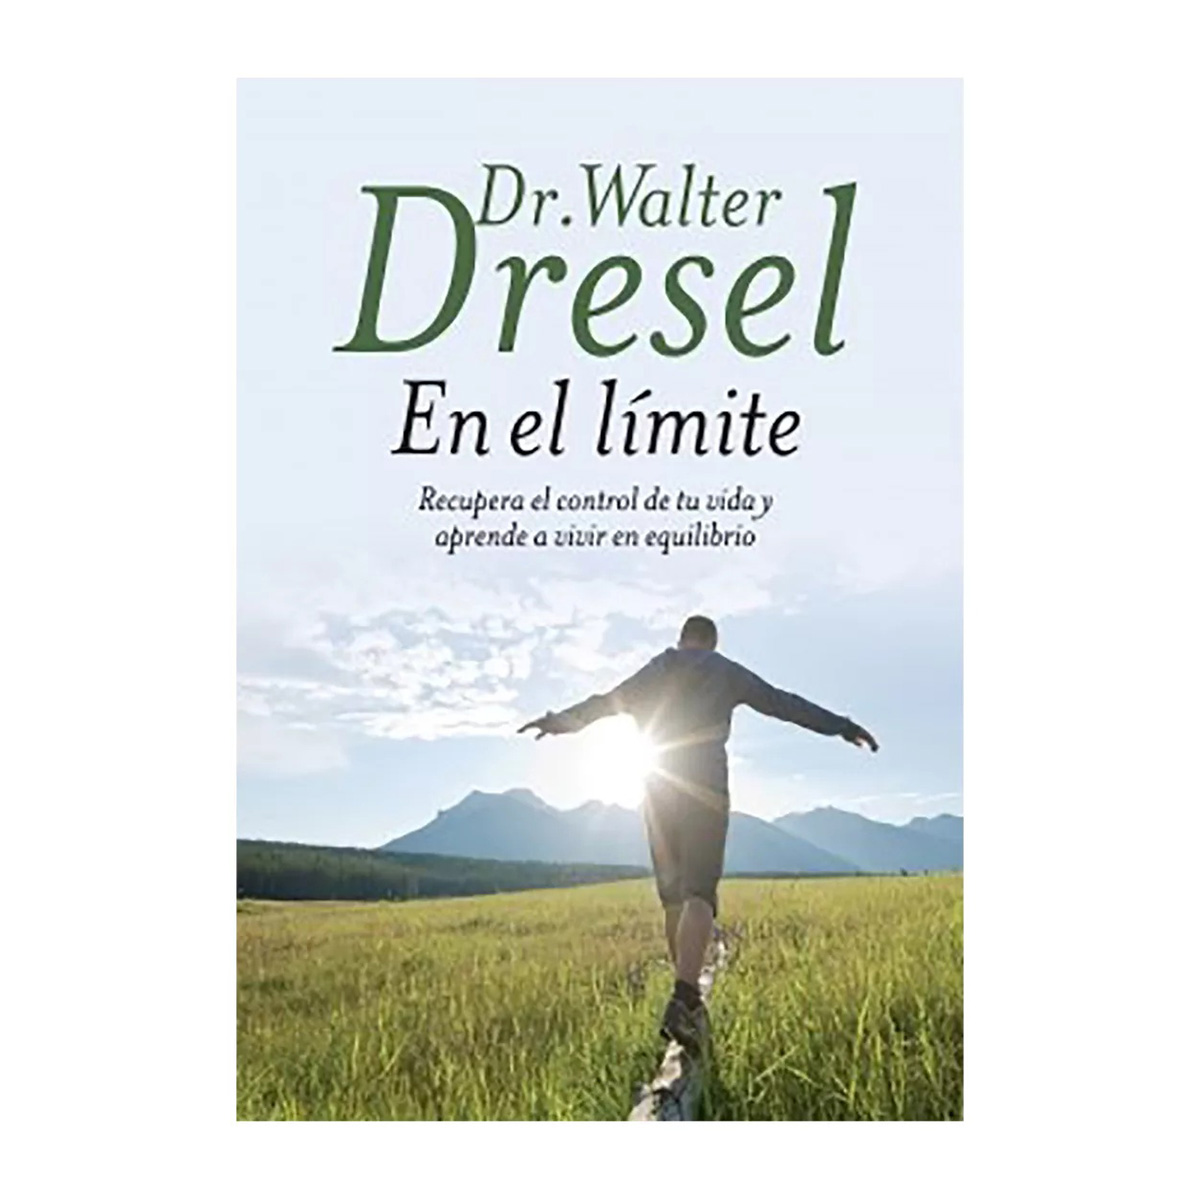 Dr. Walter
Dresel
En el límite
Recupera el control de tu vida y
aprende a vivir en equilibrio